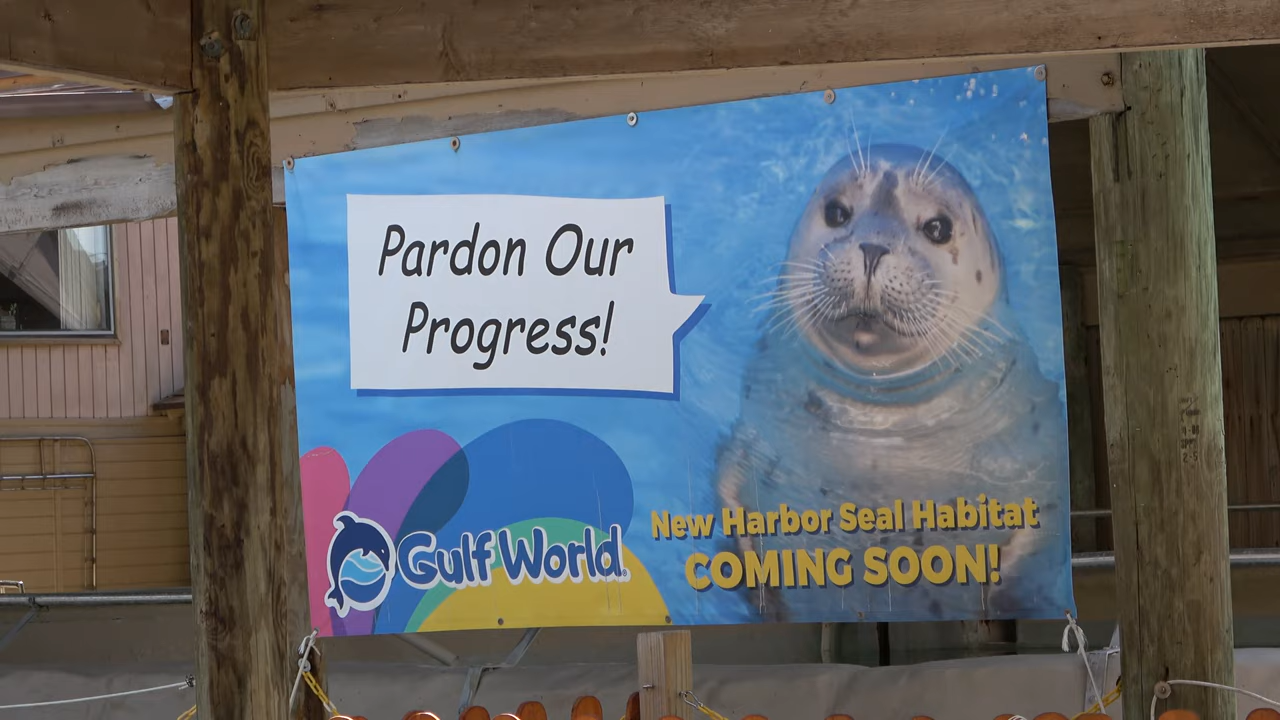 Pardon Our
Progress!
Gulf World
New Harbor Seal Habitat
COMING SOON!